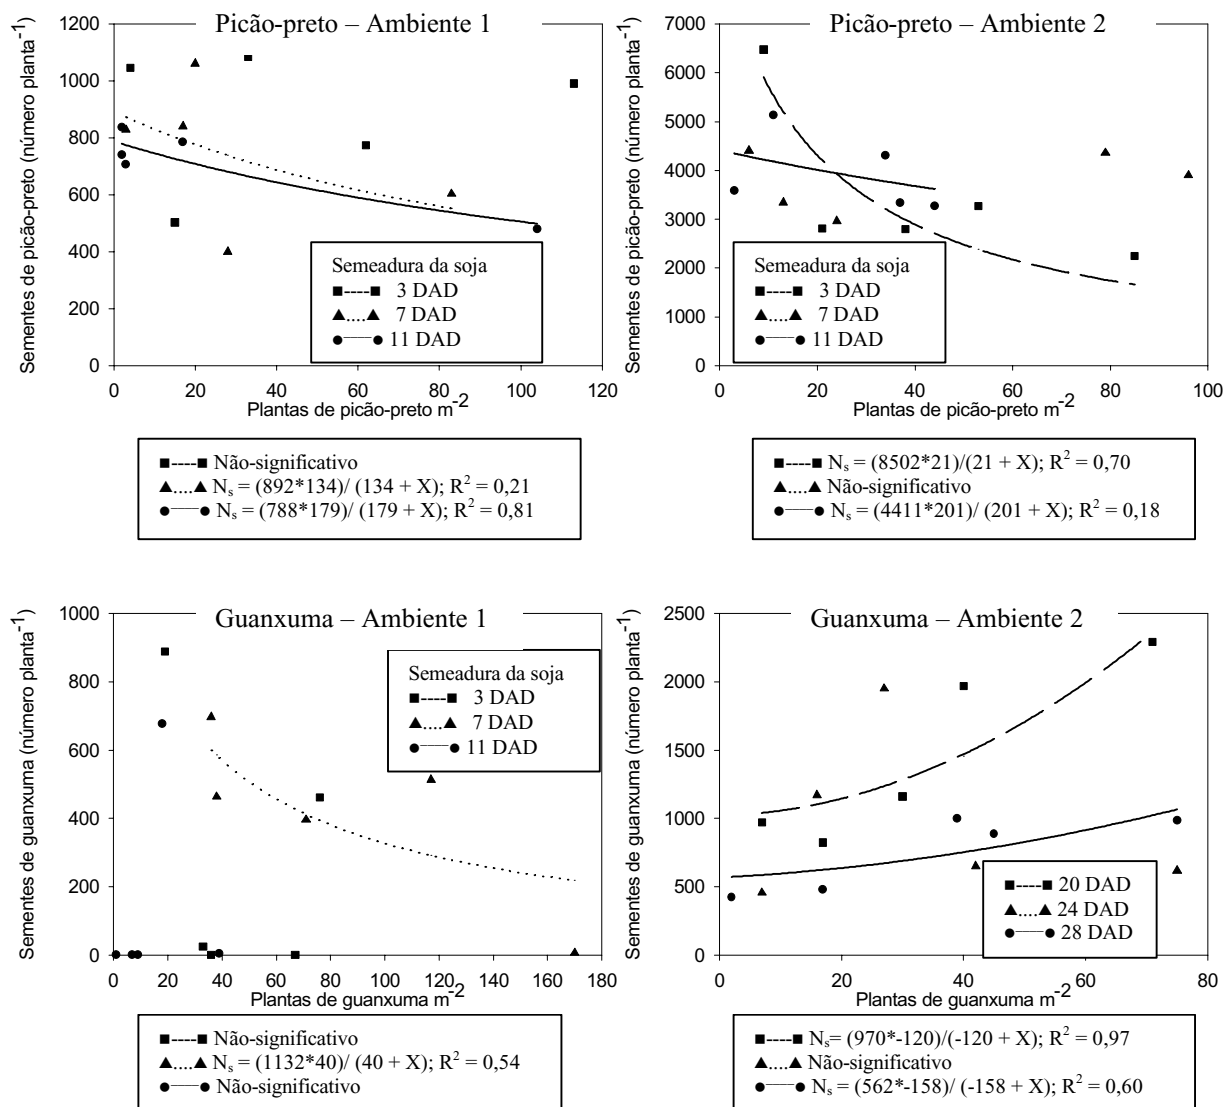 Picão-preto – Ambiente 1
Sementes de picão-preto (número planta-1)
1200
1000
800
600
400
200
0
Semeadura da soja
3 DAD
7 DAD
11 DAD
0 20 40 60 80 100 120
Plantas de picão-preto m-2
Não-significativo
Ns = (892*134)/ (134 + X); R2 = 0,21
Ns = (788*179)/ (179 + X); R2 = 0,81
Picão-preto – Ambiente 2
Sementes de picão-preto (número planta-1)
7000
6000
5000
4000
3000
2000
1000
0
Semeadura da soja
3 DAD
7 DAD
11 DAD
0 20 40 60 80 100
Plantas de picão-preto m-2
Ns = (8502*21)/(21 + X); R2 = 0,70
Não-significativo
Ns = (4411*201)/ (201 + X); R2 = 0,18
Guanxuma – Ambiente 1
Sementes de guanxuma (número planta-1)
1000
800
600
400
200
0
Semeadura da soja
3 DAD
7 DAD
11 DAD
0 20 40 60 80 100 120 140 160 180
Plantas de guanxuma m-2
Não-significativo
Ns = (1132*40)/ (40 + X); R2 = 0,54
Não-significativo
Guanxuma – Ambiente 2
Sementes de guanxuma (número planta-1)
2500
2000
1500
1000
500
0
20 DAD
24 DAD
28 DAD
0 20 40 60 80
Plantas de guanxuma m-2
Ns= (970*-120)/(-120 + X); R2 = 0,97
Não-significativo
Ns = (562*-158)/ (-158 + X); R2 = 0,60